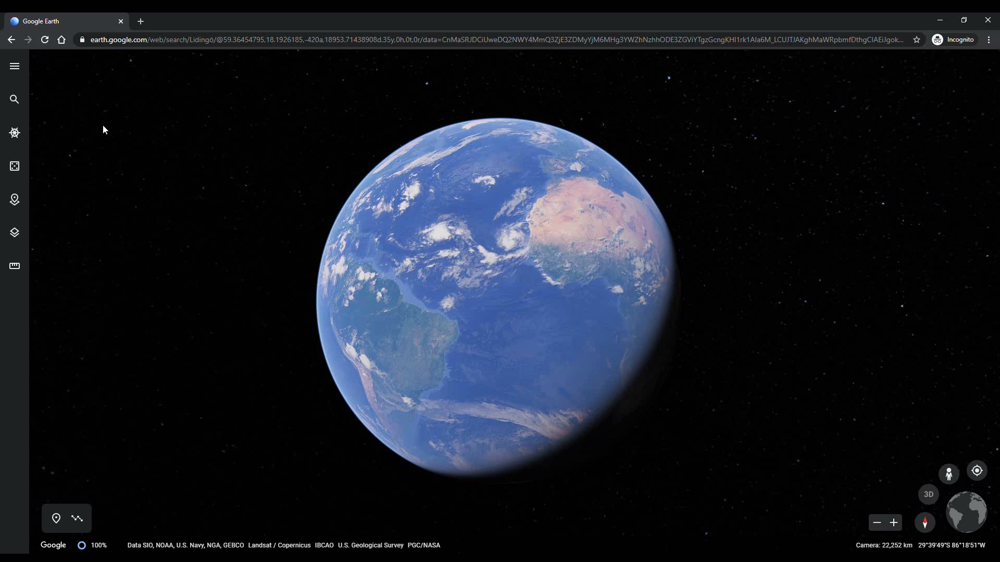 Google Earth
earth.google.com/web/search/Lidingö/@59.36454795,18.1926185,-420a,18953.71438908d,35y,0h,0t,0r/data=CnMaSRJDCiUweDQ2NWY4MmQ3ZjE3ZDMyYjM6MHg3YWZhNzhhODE3ZGViYTgzGcngKHI1rk1AIa6M_LCUJTJAKghMaWRpbmfDthgCIAEiJgok...
Incognito
3D
Google 100% Data SIO, NOAA, U.S. Navy, NGA, GEBCO Landsat / Copernicus IBCAO U.S. Geological Survey PGC/NASA Camera: 22,252 km 29°39'49"S 86°18'51"W